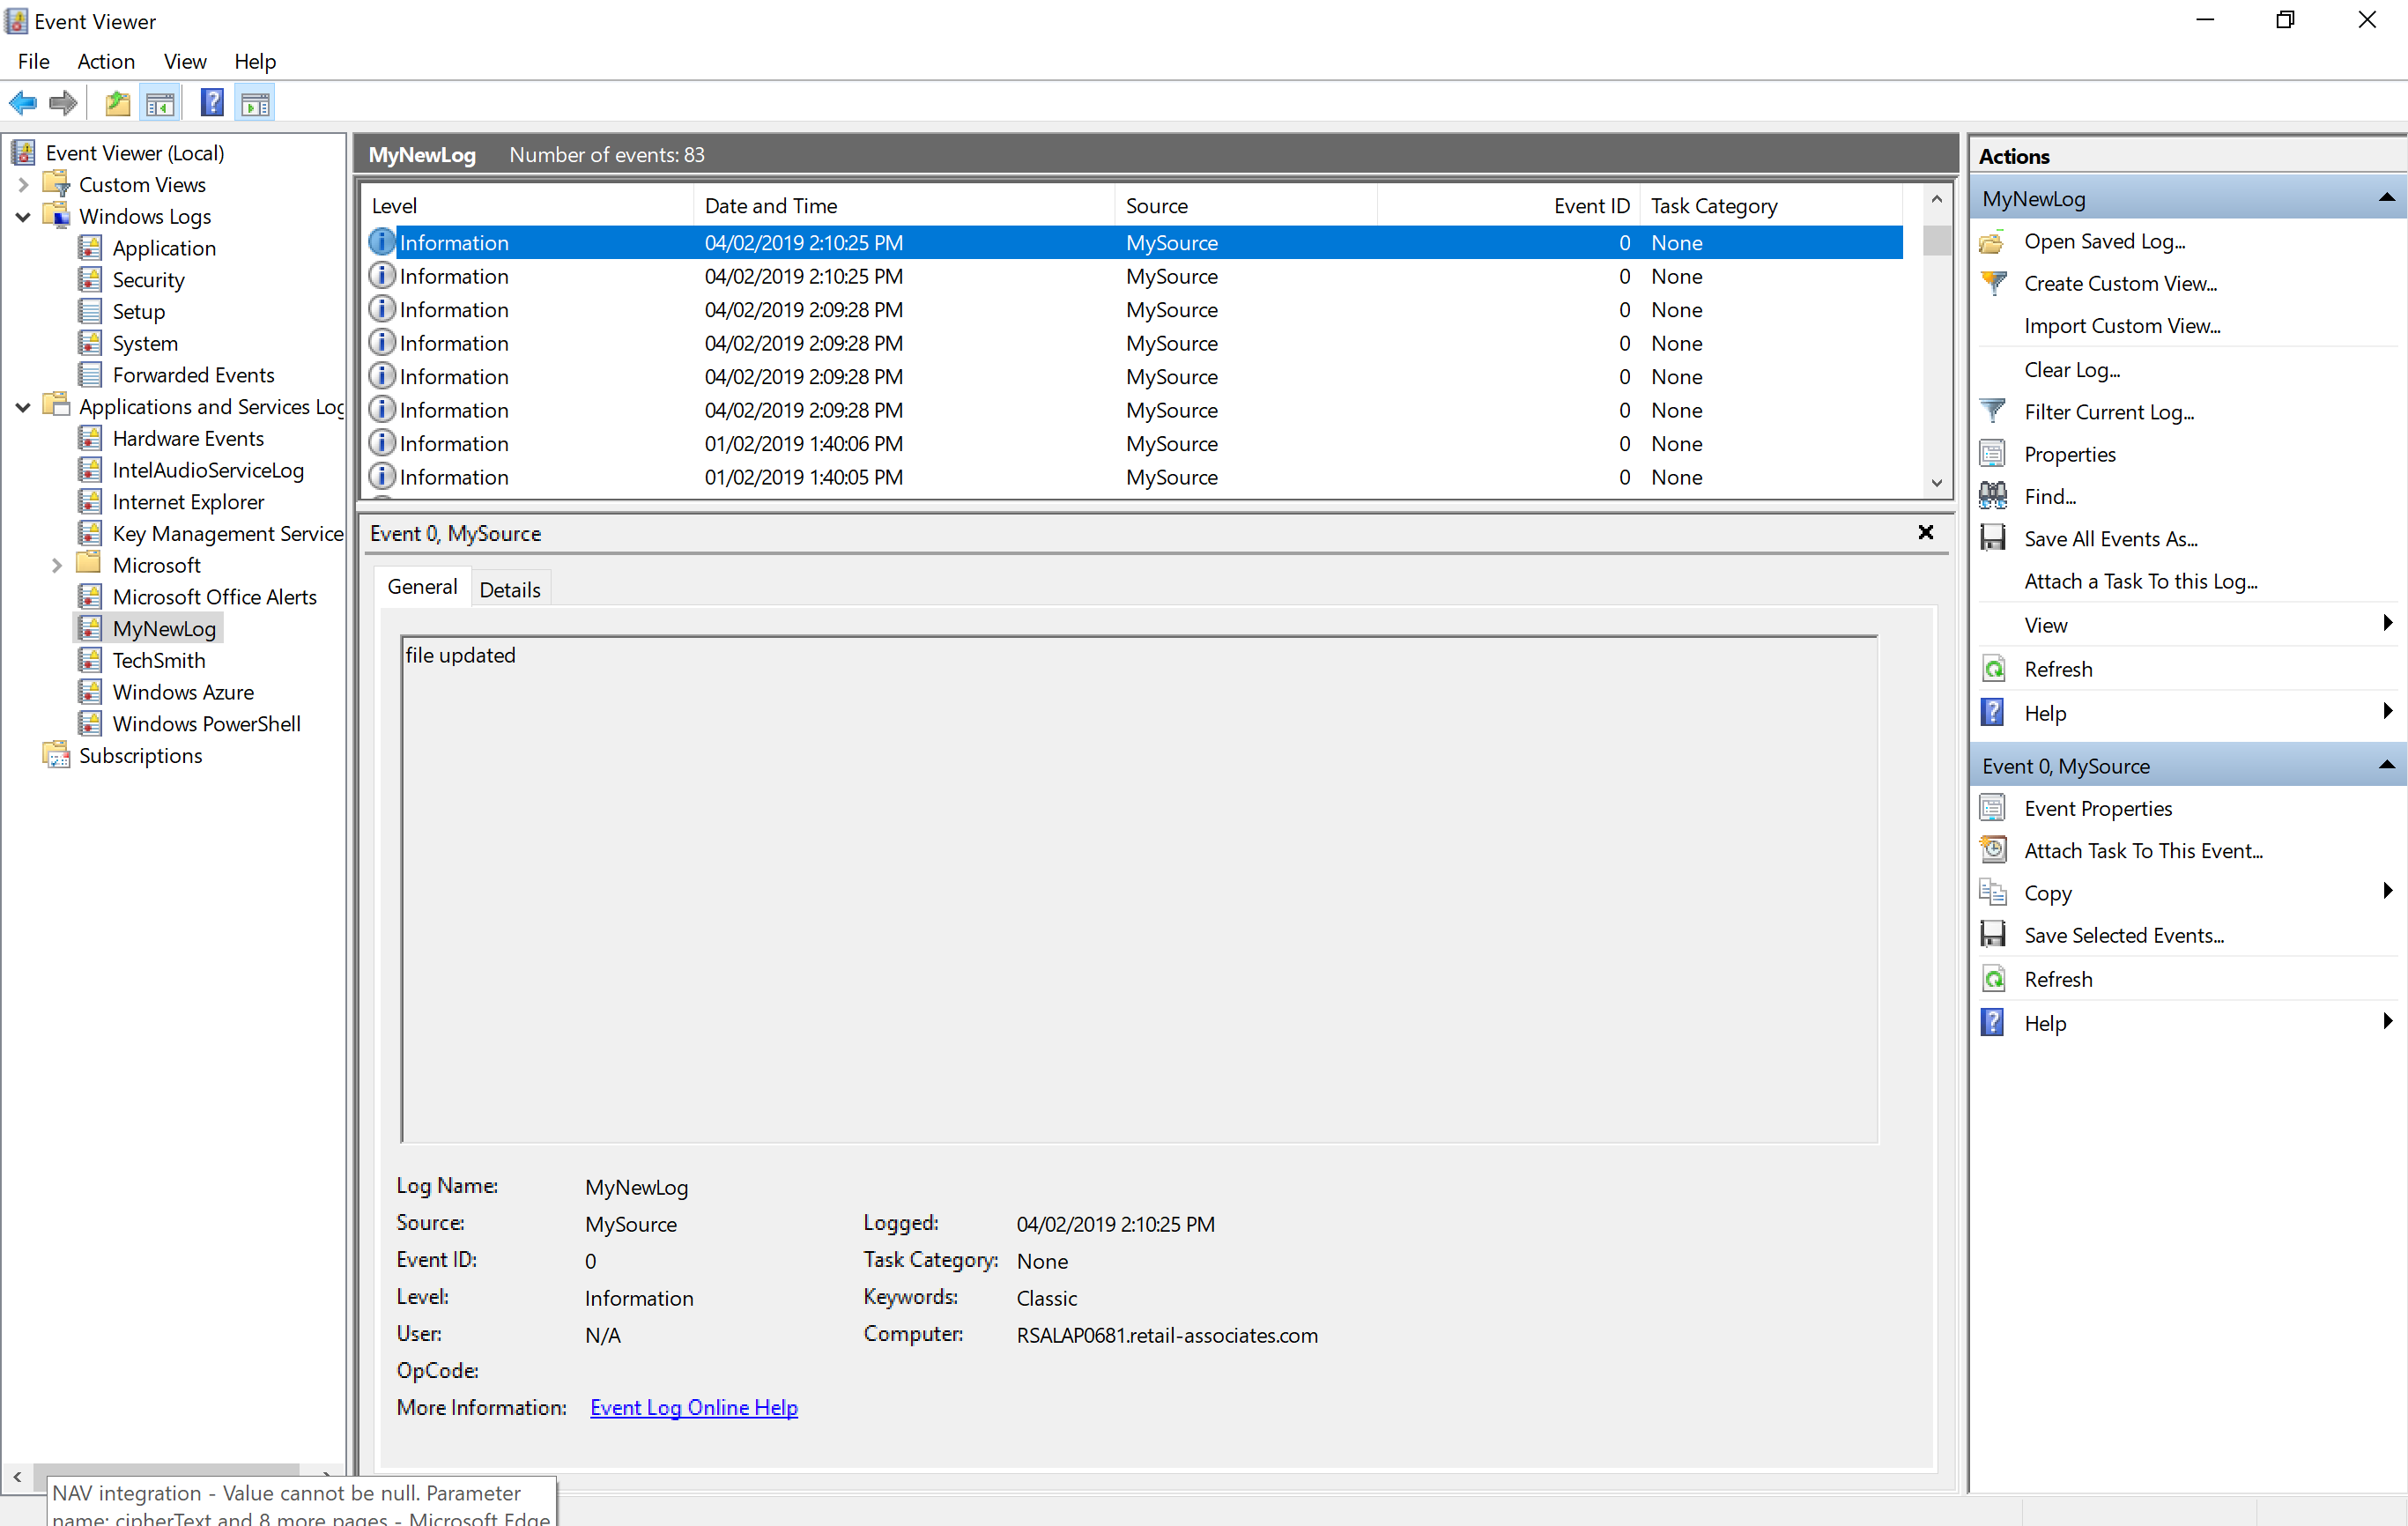 Event Viewer
File Action View Help
Event Viewer (Local)
Custom Views
Windows Logs
Application
Security
Setup
System
Forwarded Events
Applications and Services Log
Hardware Events
IntelAudioServiceLog
Internet Explorer
Key Management Service
Microsoft
Microsoft Office Alerts
MyNewLog
TechSmith
Windows Azure
Windows PowerShell
Subscriptions
MyNewLog Number of events: 83
Level Date and Time Source Event ID Task Category
Information 04/02/2019 2:10:25 PM MySource 0 None
Information 04/02/2019 2:10:25 PM MySource 0 None
Information 04/02/2019 2:09:28 PM MySource 0 None
Information 04/02/2019 2:09:28 PM MySource 0 None
Information 04/02/2019 2:09:28 PM MySource 0 None
Information 04/02/2019 2:09:28 PM MySource 0 None
Information 01/02/2019 1:40:06 PM MySource 0 None
Information 01/02/2019 1:40:05 PM MySource 0 None
Event 0, MySource
General Details
file updated
Log Name: MyNewLog
Source: MySource Logged: 04/02/2019 2:10:25 PM
Event ID: 0 Task Category: None
Level: Information Keywords: Classic
User: N/A Computer: RSALAP0681.retail-associates.com
OpCode:
More Information: Event Log Online Help
Actions
MyNewLog
Open Saved Log...
Create Custom View...
Import Custom View...
Clear Log...
Filter Current Log...
Properties
Find...
Save All Events As...
Attach a Task To this Log...
View
Refresh
Help
Event 0, MySource
Event Properties
Attach Task To This Event...
Copy
Save Selected Events...
Refresh
Help
NAV integration - Value cannot be null. Parameter
name: cipherText and 8 more pages - Microsoft Edge